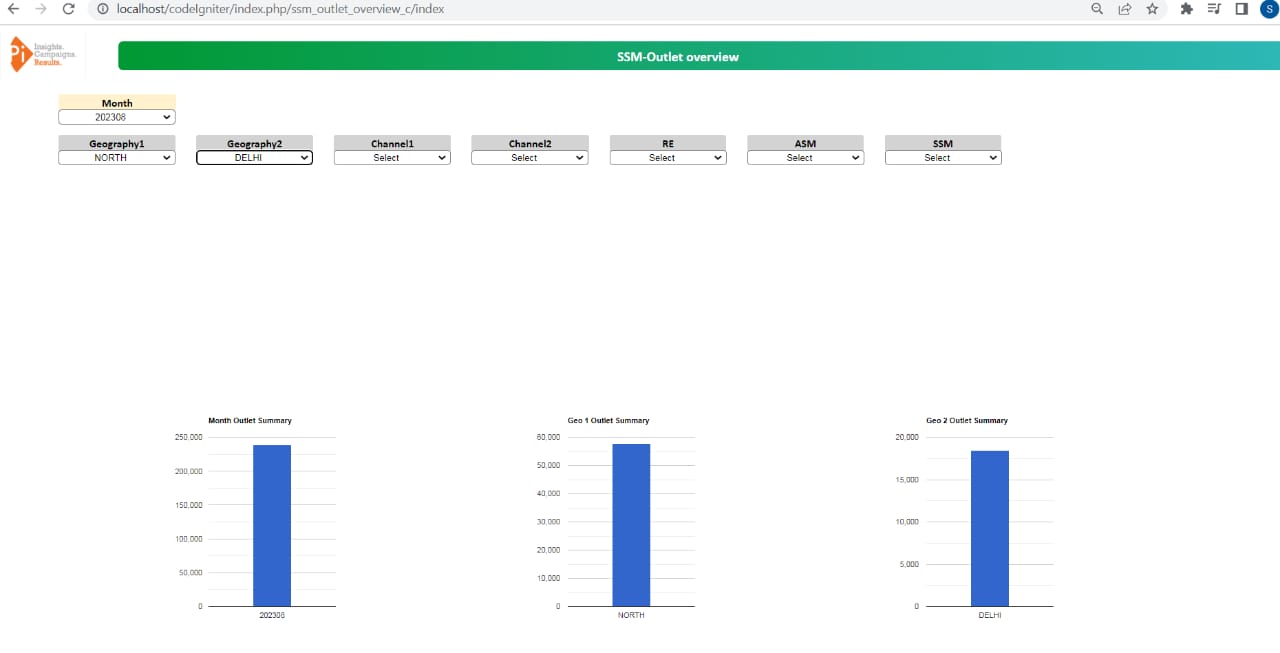 localhost/codeIgniter/index.php/ssm_outlet_overview_c/index
S
Pi
Insights.
Campaigns.
Results.
SSM-Outlet overview
Month
202308
Geography1 Geography2 Channel1 Channel2 RE ASM SSM
NORTH DELHI Select Select Select Select Select
Month Outlet Summary
250,000
200,000
150,000
100,000
50,000
0
202308
Geo 1 Outlet Summary
60,000
50,000
40,000
30,000
20,000
10,000
0
NORTH
Geo 2 Outlet Summary
20,000
15,000
10,000
5,000
0
DELHI